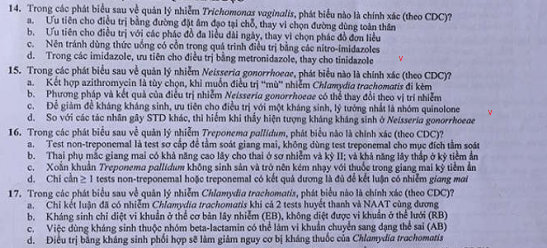 14. Trong các phát biểu sau về quản lý nhiễm Trichomonas vaginalis, phát biểu nào là chính xác (theo CDC)?
a. Ưu tiên cho điều trị bằng đường đặt âm đạo tại chỗ, thay vì chọn đường dùng toàn thân
b. Ưu tiên cho điều trị với các phác đồ đa liều dài ngày, thay vì chọn phác đồ đơn liều
c. Nên tránh dùng thức uống có cồn trong quá trình điều trị bằng các nitro-imidazoles
d. Trong các imidazole, ưu tiên cho điều trị bằng metronidazole, thay cho tinidazole v
15. Trong các phát biểu sau về quản lý nhiễm Neisseria gonorrhoeae, phát biểu nào là chính xác (theo CDC)?
a. Kết hợp azithromycin là tùy chọn, khi muốn điều trị "mù" nhiễm Chlamydia trachomatis đi kèm
b. Phương pháp và kết quả của điều trị nhiễm Neisseria gonorrhoeae có thể thay đổi theo vị trí nhiễm
c. Để giảm đề kháng kháng sinh, ưu tiên cho điều trị với một kháng sinh, lý tưởng nhất là nhóm quinolone
d. So với các tác nhân gây STD khác, thì hiếm khi thấy hiện tượng kháng kháng sinh ở Neisseria gonorrhoeae v
16. Trong các phát biểu sau về quản lý nhiễm Treponema pallidum, phát biểu nào là chính xác (theo CDC)?
a. Test non-treponemal là test sơ cấp để tầm soát giang mai, không dùng test treponemal cho mục đích tầm soát
b. Thai phụ mắc giang mai có khả năng cao lây cho thai ở sơ nhiễm và kỳ II; và khả năng lây thấp ở kỳ tiềm ẩn
c. Xoắn khuẩn Treponema pallidum không sinh sản và trở nên kém nhạy với thuốc trong giang mai kỳ tiềm ẩn
d. Chỉ cần ≥ 1 tests non-treponemal hoặc treponemal có kết quả dương là đủ để kết luận có nhiễm giang mai
17. Trong các phát biểu sau về quản lý nhiễm Chlamydia trachomatis, phát biểu nào là chính xác (theo CDC)?
a. Chỉ kết luận đã có nhiễm Chlamydia trachomatis khi cả 2 tests huyết thanh và NAAT cùng dương
b. Kháng sinh chỉ diệt vi khuẩn ở thể cơ bản lây nhiễm (EB), không diệt được vi khuẩn ở thể lưới (RB)
c. Việc dùng kháng sinh thuộc nhóm beta-lactamin có thể làm vi khuẩn chuyển sang dạng thể sai (AB)
d. Điều trị bằng kháng sinh phối hợp sẽ làm giảm nguy cơ bị kháng thuốc của Chlamydia trachomatis